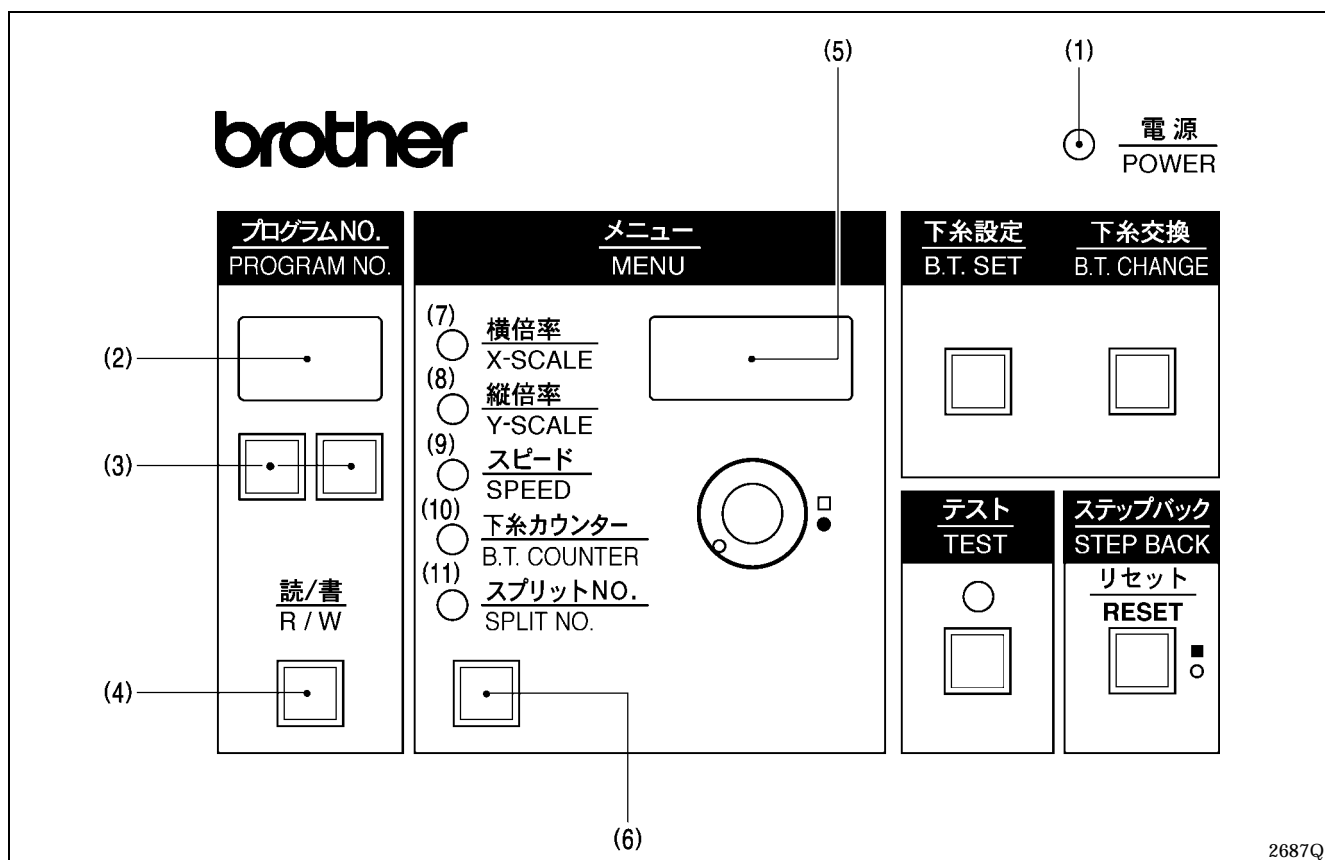 (5)
(1)
brother
電源
POWER
プログラムNO.
PROGRAM NO.
メニュー
MENU
下糸設定
B.T. SET
下糸交換
B.T. CHANGE
(2)
(3)
読/書
R / W
(4)
(7)
横倍率
X-SCALE
(8)
縦倍率
Y-SCALE
(9)
スピード
SPEED
(10)
下糸カウンター
B.T. COUNTER
(11)
スプリットNO.
SPLIT NO.
(6)
テスト
TEST
ステップバック
STEP BACK
リセット
RESET
2687Q